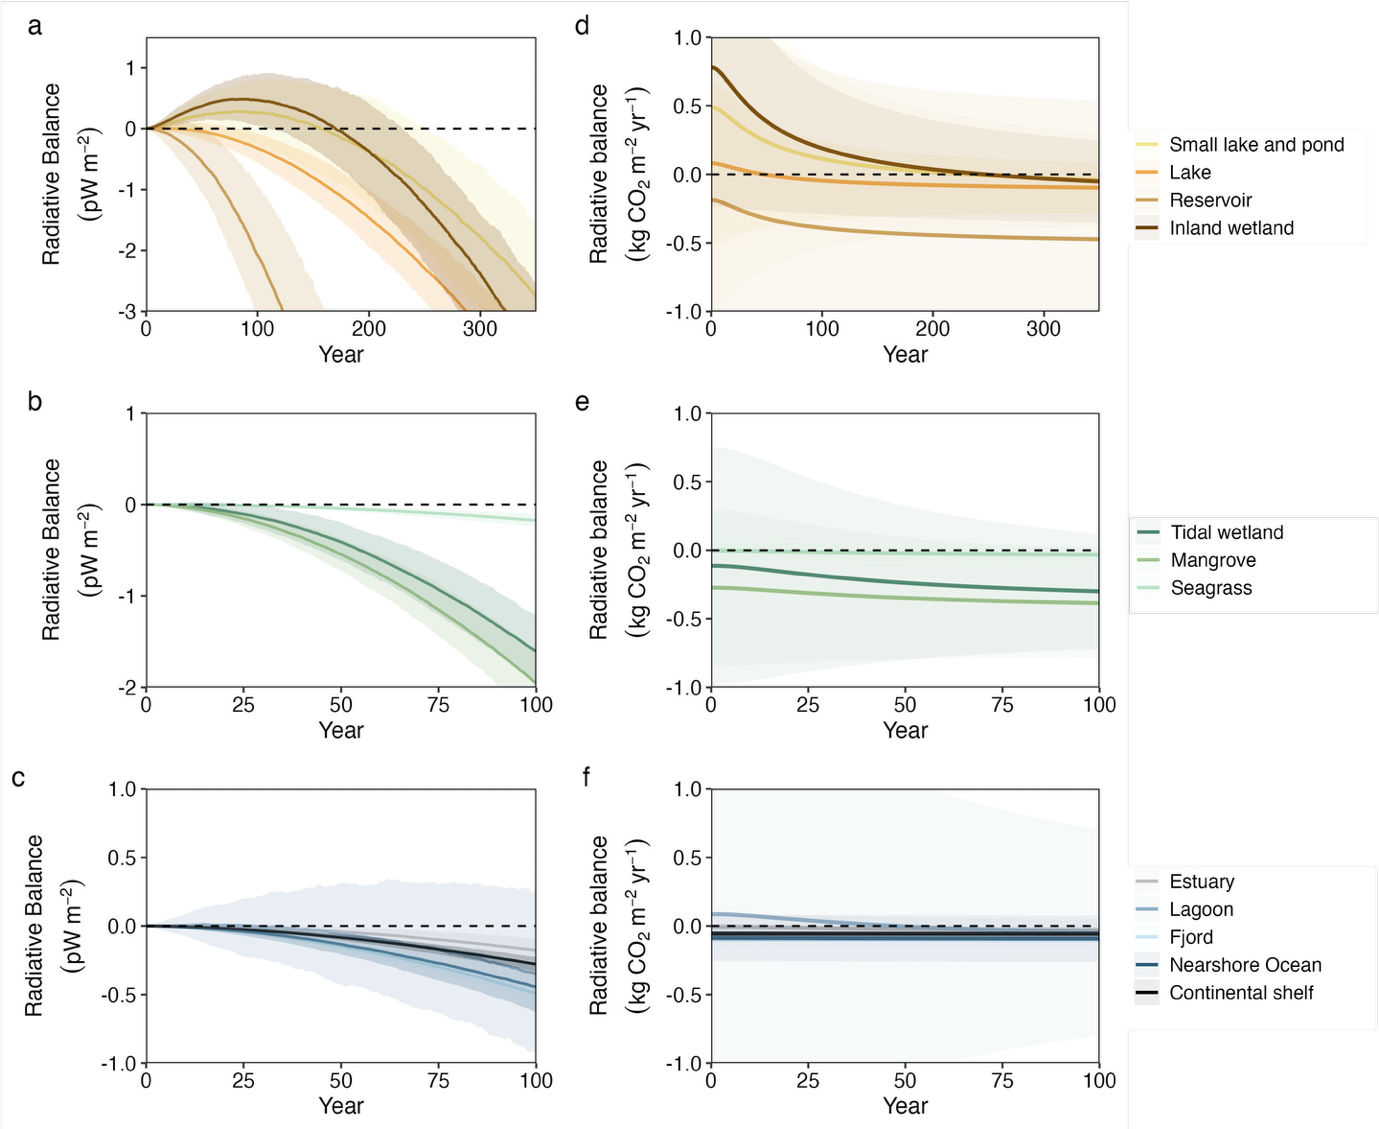 a
Radiative Balance
(pW m−2)
1
0
-1
-2
-3
0 100 200 300
Year
d
Radiative balance
(kg CO2 m−2 yr−1)
1.0
0.5
0.0
-0.5
-1.0
0 100 200 300
Year
Small lake and pond
Lake
Reservoir
Inland wetland
b
Radiative Balance
(pW m−2)
1
0
-1
-2
0 25 50 75 100
Year
e
Radiative balance
(kg CO2 m−2 yr−1)
1.0
0.5
0.0
-0.5
-1.0
0 25 50 75 100
Year
Tidal wetland
Mangrove
Seagrass
c
Radiative Balance
(pW m−2)
1.0
0.5
0.0
-0.5
-1.0
0 25 50 75 100
Year
f
Radiative balance
(kg CO2 m−2 yr−1)
1.0
0.5
0.0
-0.5
-1.0
0 25 50 75 100
Year
Estuary
Lagoon
Fjord
Nearshore Ocean
Continental shelf